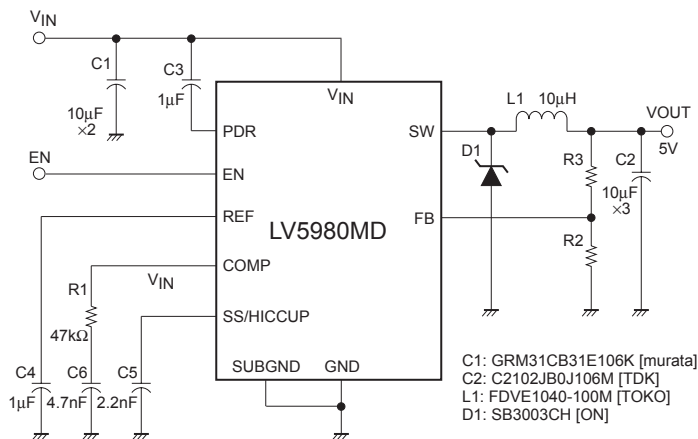 VIN
C1
10μF
×2
C3
1μF
VIN
PDR
EN
EN
REF
COMP
VIN
SS/HICCUP
SUBGND
GND
LV5980MD
SW
FB
L1
10μH
D1
VOUT
5V
R3
C2
10μF
×3
R2
R1
47kΩ
C4
1μF
C6
4.7nF
C5
2.2nF
C1: GRM31CB31E106K [murata]
C2: C2102JB0J106M [TDK]
L1: FDVE1040-100M [TOKO]
D1: SB3003CH [ON]